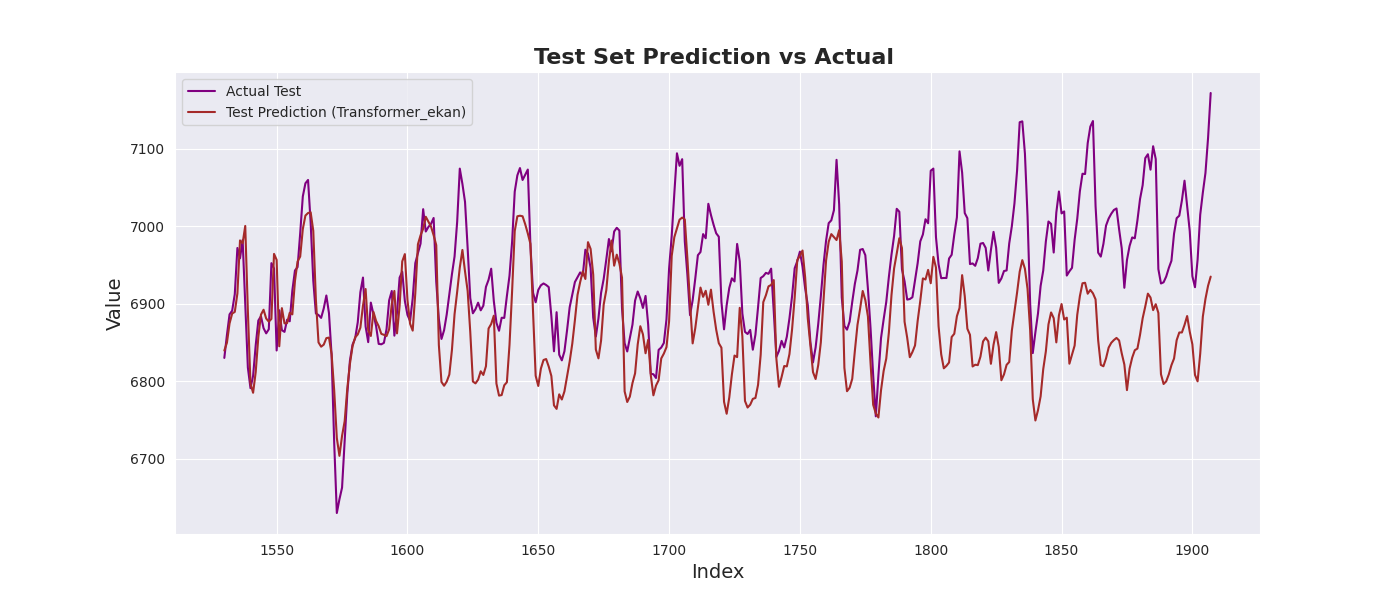 Test Set Prediction vs Actual
Actual Test
Test Prediction (Transformer_ekan)
Value
7100
7000
6900
6800
6700
1550
1600
1650
1700
1750
1800
1850
1900
Index